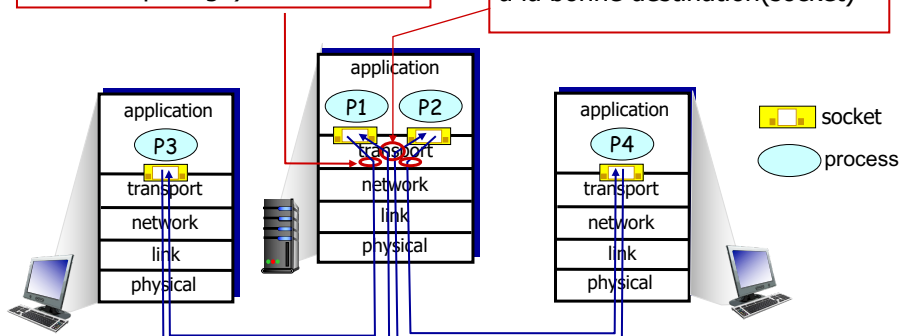 à la bonne destination(socket)
application
P1 P2
transport
network
link
physical
application
P3
transport
network
link
physical
application
P4
transport
network
link
physical
socket
process